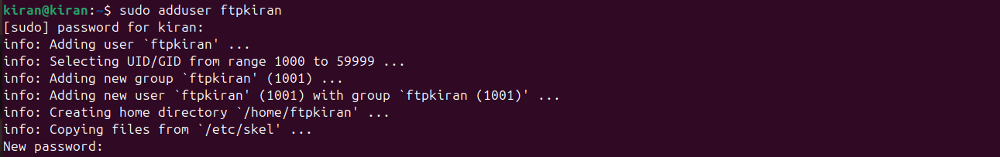 kiran@kiran:~$ sudo adduser ftpkiran
[sudo] password for kiran:
info: Adding user `ftpkiran' ...
info: Selecting UID/GID from range 1000 to 59999 ...
info: Adding new group `ftpkiran' (1001) ...
info: Adding new user `ftpkiran' (1001) with group `ftpkiran (1001)' ...
info: Creating home directory `/home/ftpkiran' ...
info: Copying files from `/etc/skel' ...
New password: